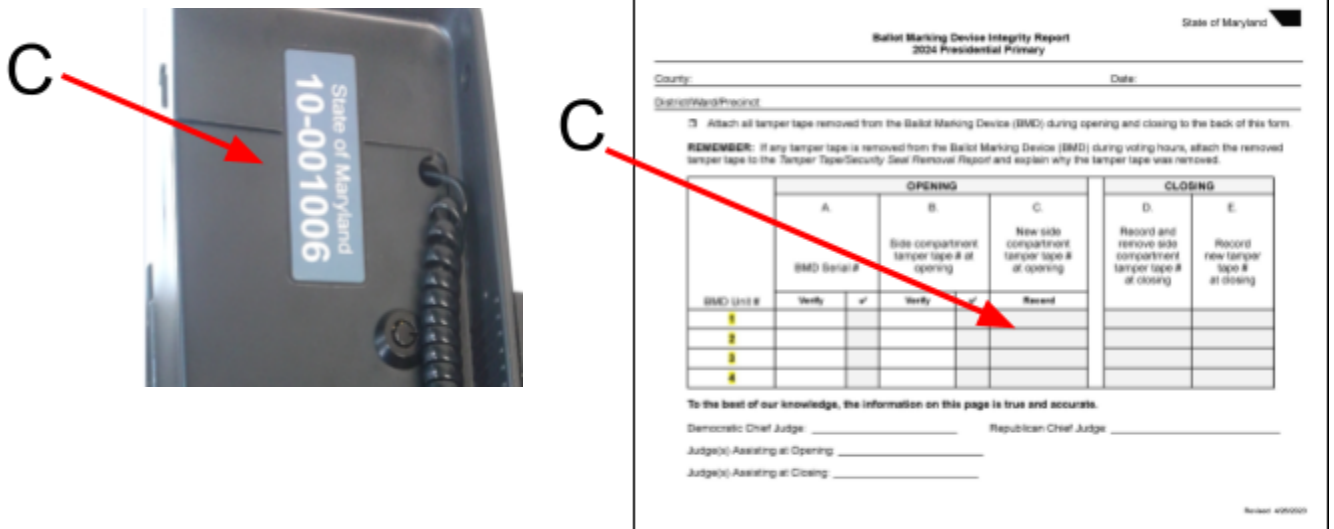 C
State of Maryland
10-001006
C
State of Maryland
Ballot Marking Device Integrity Report
2024 Presidential Primary
County: Date:
District/Ward/Precinct:
Attach all tamper tape removed from the Ballot Marking Device (BMD) during opening and closing to the back of this form.
REMEMBER: If any tamper tape is removed from the Ballot Marking Device (BMD) during voting hours, attach the removed
tamper tape to the Tamper Tape/Security Seal Removal Report and explain why the tamper tape was removed.
OPENING CLOSING
A. B. C. D. E.
BMD Serial #
Side compartment
tamper tape # at
opening
New side
compartment
tamper tape #
at opening
Record and
remove side
compartment
tamper tape #
at closing
Record
new tamper
tape #
at closing
BMD Unit # Verify ✓ Verify ✓ Record
1
2
3
4
To the best of our knowledge, the information on this page is true and accurate.
Democratic Chief Judge: Republican Chief Judge:
Judge(s) Assisting at Opening:
Judge(s) Assisting at Closing: